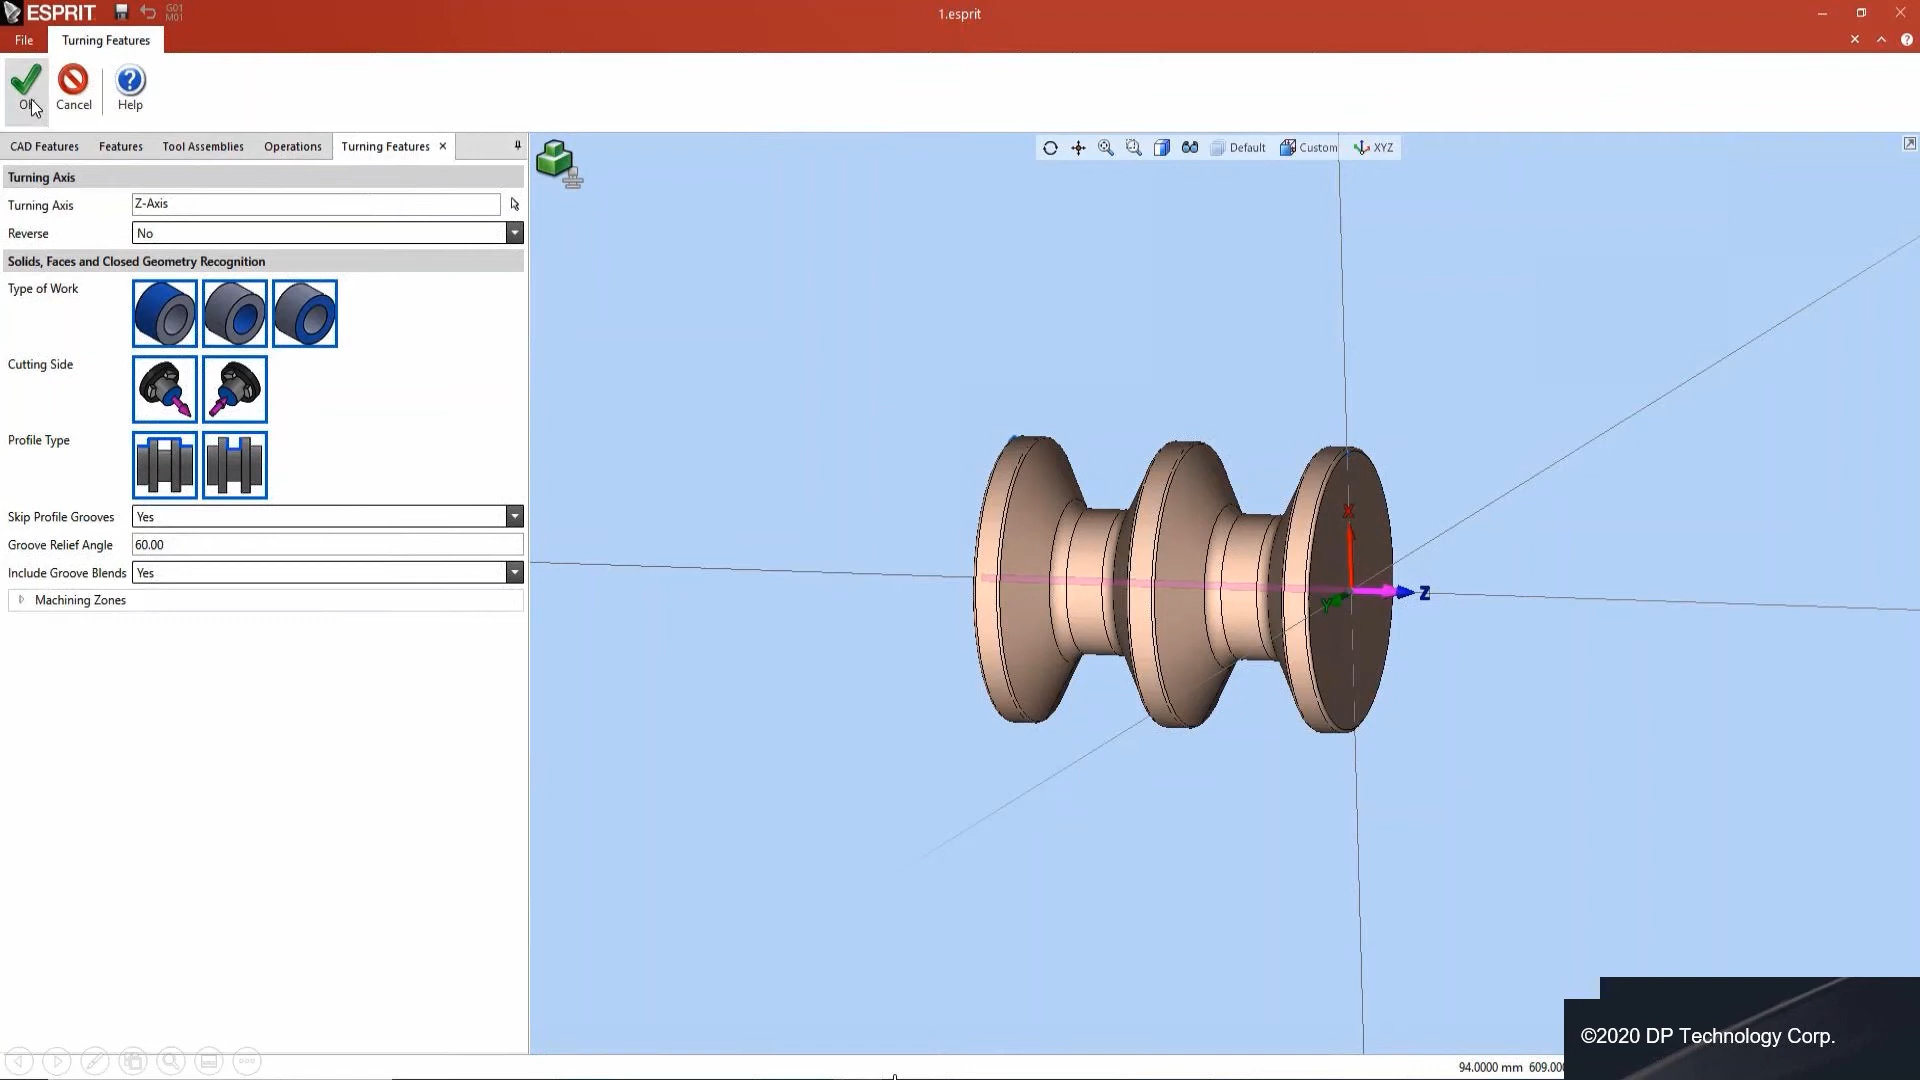 ESPRIT
G01
M01
1.esprit
File
Turning Features
OK
Cancel
Help
CAD Features
Features
Tool Assemblies
Operations
Turning Features
Default
Custom
XYZ
Turning Axis
Turning Axis
Z-Axis
Reverse
No
Solids, Faces and Closed Geometry Recognition
Type of Work
Cutting Side
Profile Type
Skip Profile Grooves
Yes
Groove Relief Angle
60.00
Include Groove Blends
Yes
Machining Zones
X
Y
Z
©2020 DP Technology Corp.
94.0000 mm